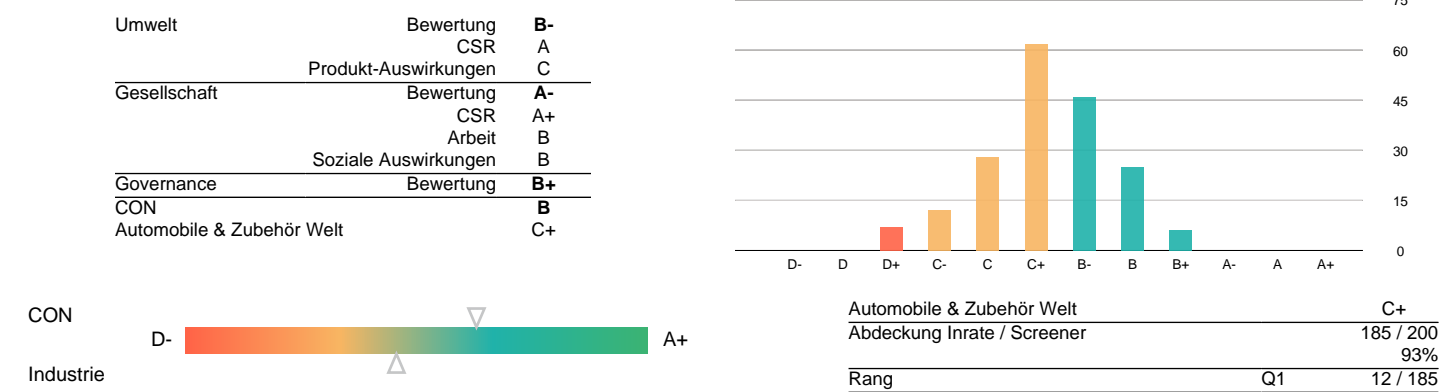 Umwelt Bewertung B-
CSR A
Produkt-Auswirkungen C
Gesellschaft Bewertung A-
CSR A+
Arbeit B
Soziale Auswirkungen B
Governance Bewertung B+
CON B
Automobile & Zubehör Welt C+
75
60
45
30
15
0
D- D D+ C- C C+ B- B B+ A- A A+
CON
D- A+
Industrie
Automobile & Zubehör Welt C+
Abdeckung Inrate / Screener 185 / 200
93%
Rang Q1 12 / 185